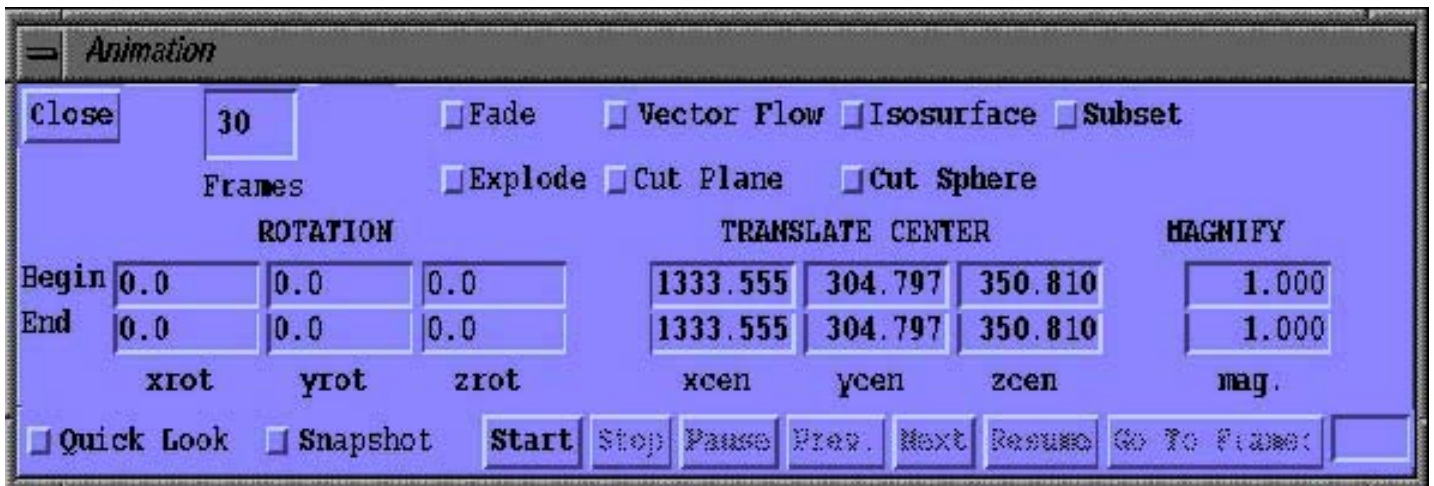 Animation
Close 30 Fade Vector Flow Isosurface Subset
Frames Explode Cut Plane Cut Sphere
ROTATION TRANSLATE CENTER MAGNIFY
Begin 0.0 0.0 0.0 1333.555 304.797 350.810 1.000
End 0.0 0.0 0.0 1333.555 304.797 350.810 1.000
xrot yrot zrot xcen ycen zcen mag.
Quick Look Snapshot Start Stop Pause Prev. Next Resume Go To Frame: